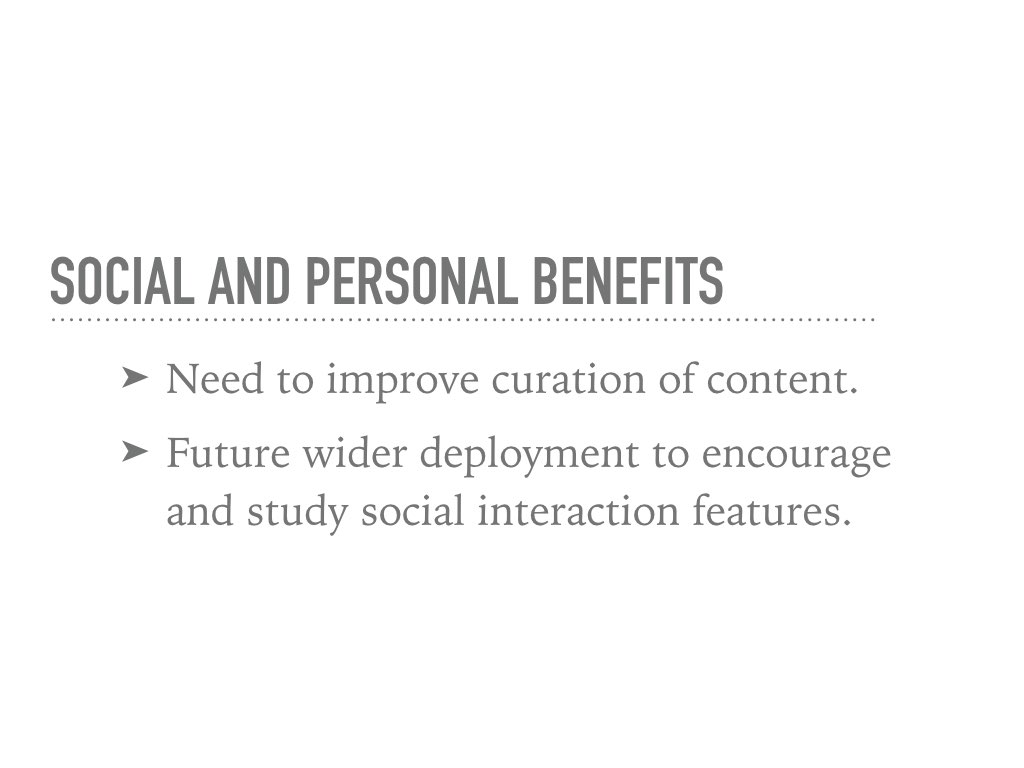 SOCIAL AND PERSONAL BENEFITS
➤ Need to improve curation of content.
➤ Future wider deployment to encourage
and study social interaction features.